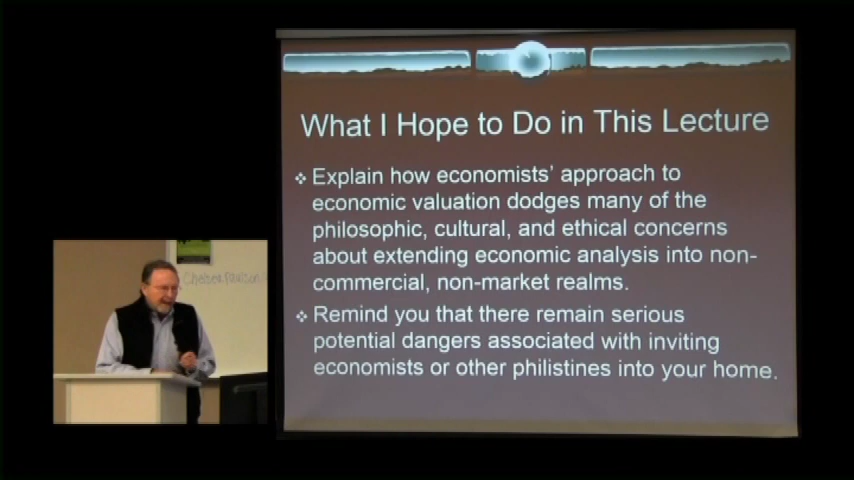 What I Hope to Do in This Lecture
Explain how economists' approach to
economic valuation dodges many of the
philosophic, cultural, and ethical concerns
about extending economic analysis into non-
commercial, non-market realms.
Remind you that there remain serious
potential dangers associated with inviting
economists or other philistines into your home.
Chelsea